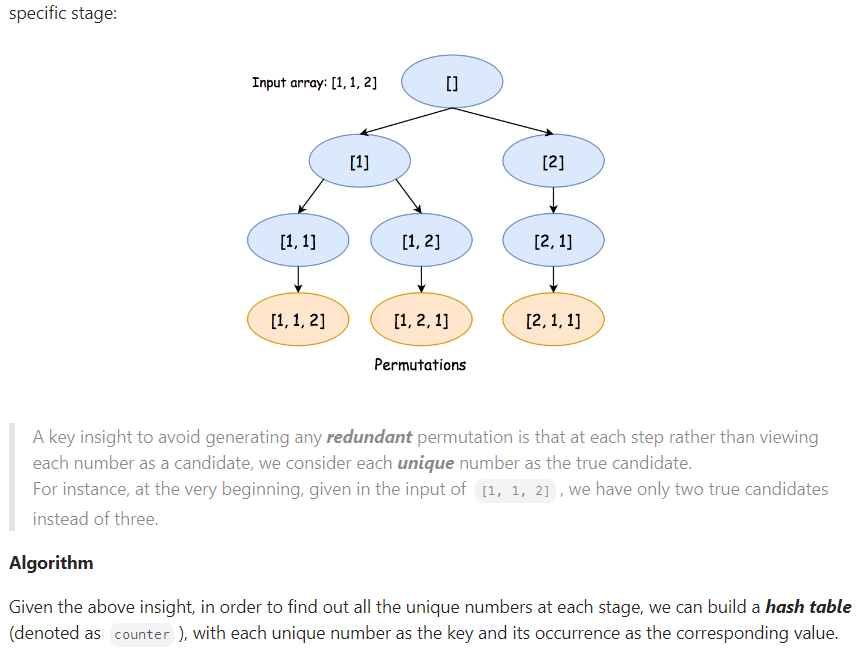 specific stage:
Input array: [1, 1, 2]
[]
[1]
[2]
[1, 1]
[1, 2]
[2, 1]
[1, 1, 2]
[1, 2, 1]
[2, 1, 1]
Permutations
A key insight to avoid generating any redundant permutation is that at each step rather than viewing
each number as a candidate, we consider each unique number as the true candidate.
For instance, at the very beginning, given in the input of [1, 1, 2] , we have only two true candidates
instead of three.
Algorithm
Given the above insight, in order to find out all the unique numbers at each stage, we can build a hash table
(denoted as counter ), with each unique number as the key and its occurrence as the corresponding value.